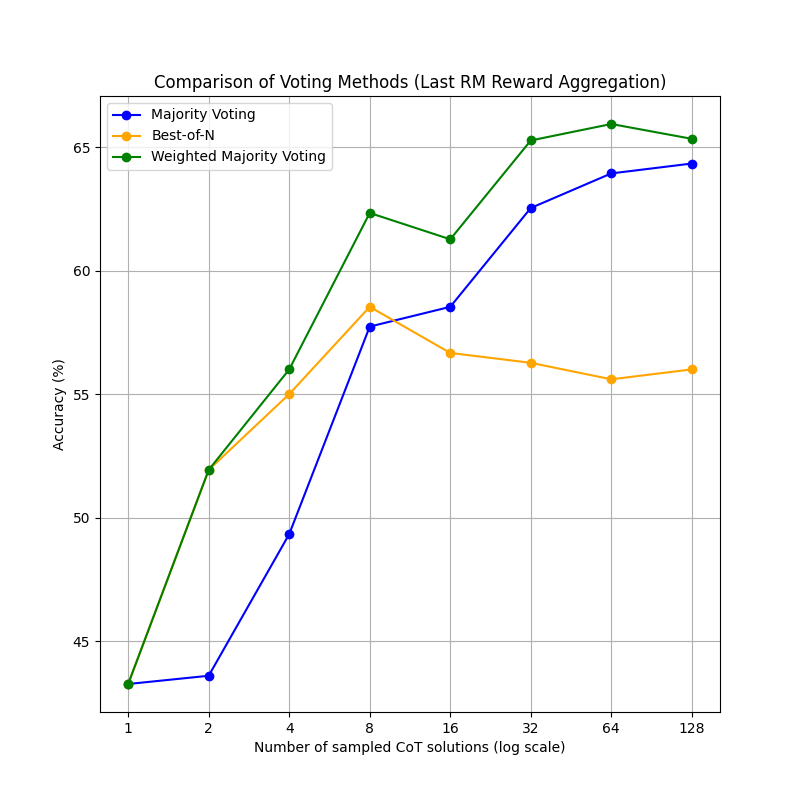 Comparison of Voting Methods (Last RM Reward Aggregation)
Majority Voting
Best-of-N
Weighted Majority Voting
65
60
55
50
45
Accuracy (%)
1 2 4 8 16 32 64 128
Number of sampled CoT solutions (log scale)